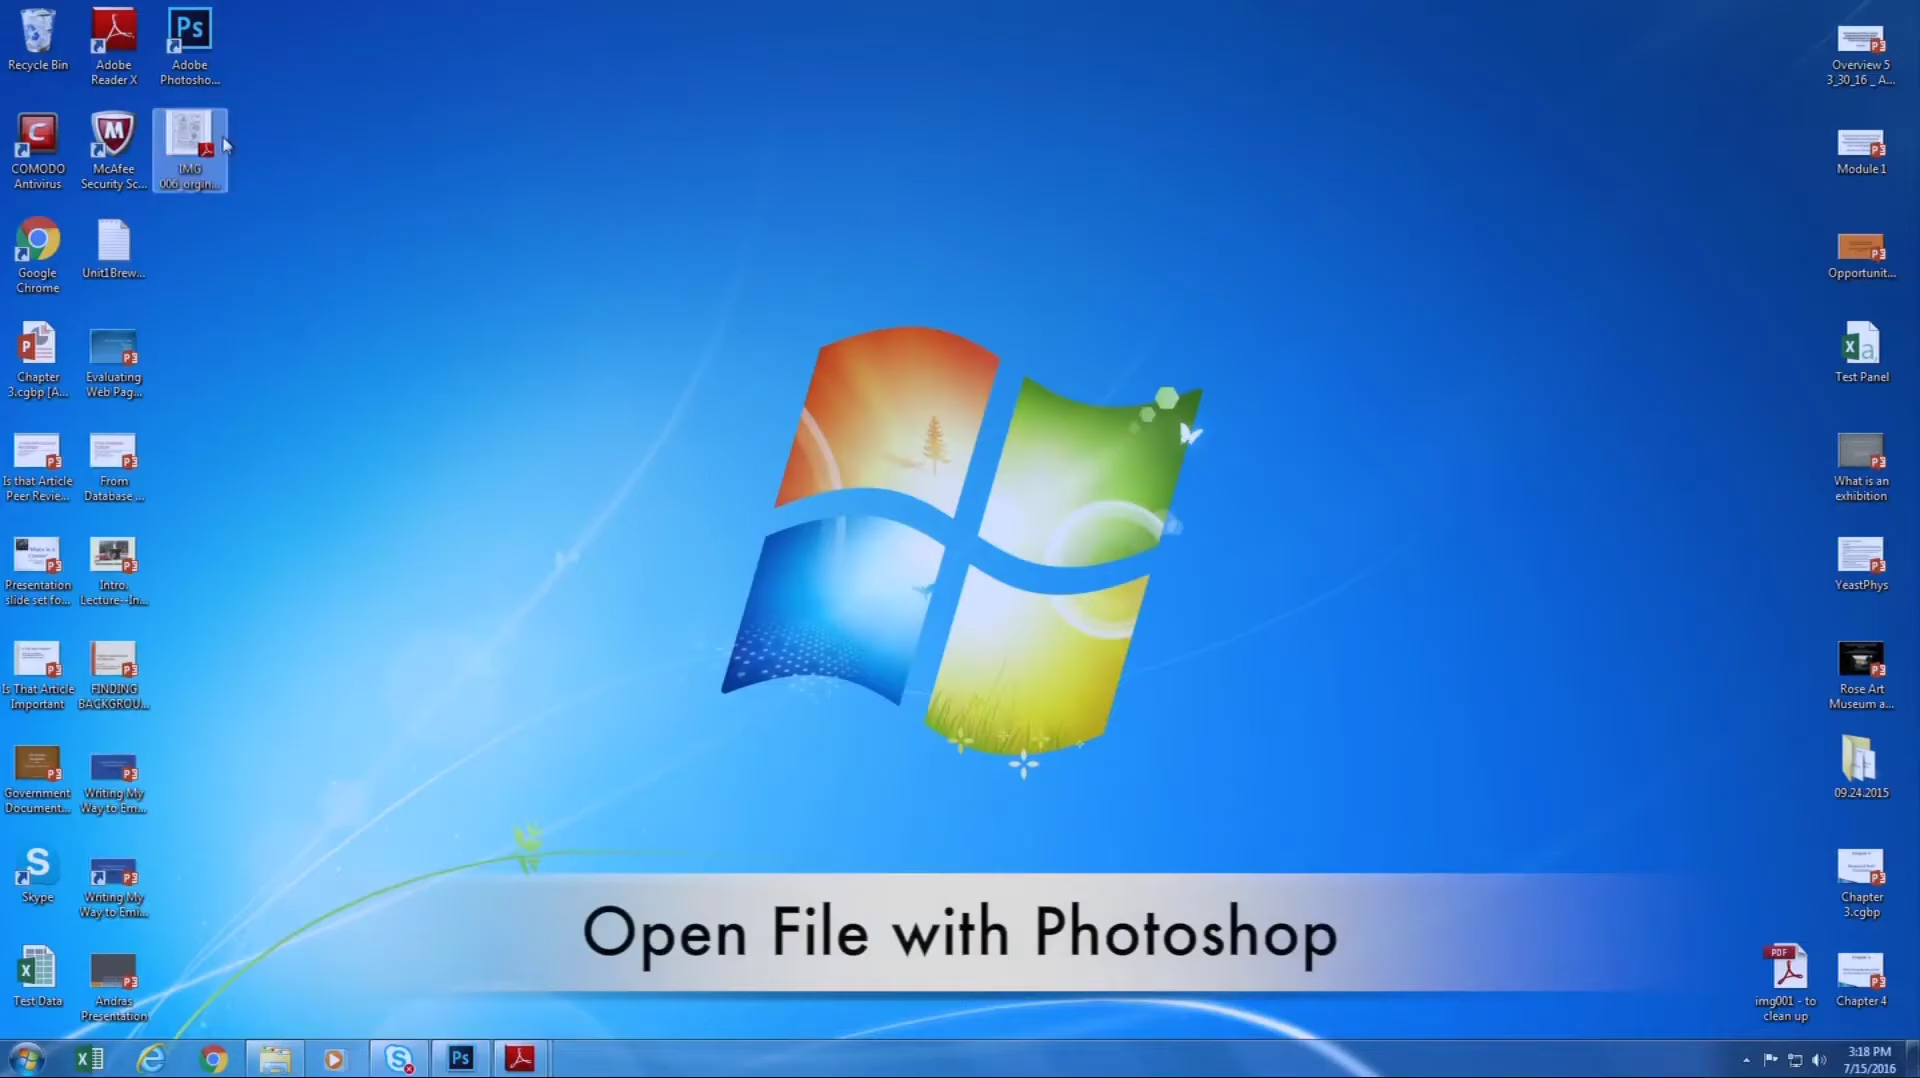 Recycle Bin
Adobe
Reader X
Ps
Adobe
Photosho...
COMODO
Antivirus
McAfee
Security Sc...
IMG
006_orgin...
Google
Chrome
Unit1Brew...
Chapter
3.cgbp [A...
Evaluating
Web Pag...
Is that Article
Peer Revie...
From
Database ...
Presentation
slide set fo...
Intro.
Lecture--In...
Is That Article
Important
FINDING
BACKGROU...
Government
Document...
Writing My
Way to Em...
Skype
Writing My
Way to Emi...
Test Data
Andras
Presentation
Overview 5
3_30_16 _ A...
Module 1
Opportunit...
Test Panel
What is an
exhibition
YeastPhys
Rose Art
Museum a...
09.24.2015
Chapter
3.cgbp
PDF
img001 - to
clean up
Chapter 4
Open File with Photoshop
Ps
3:18 PM
7/15/2016